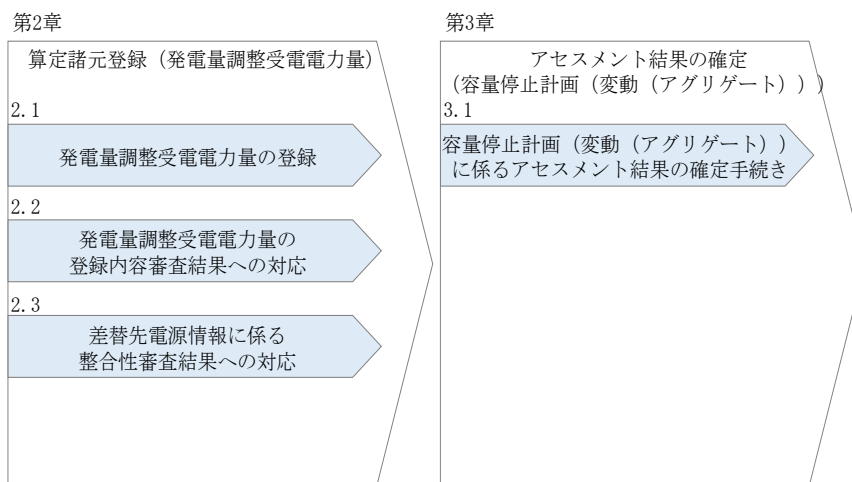 第2章
算定諸元登録（発電量調整受電電力量）
2.1
発電量調整受電電力量の登録
2.2
発電量調整受電電力量の
登録内容審査結果への対応
2.3
差替先電源情報に係る
整合性審査結果への対応
第3章
アセスメント結果の確定
（容量停止計画（変動（アグリゲート）））
3.1
容量停止計画（変動（アグリゲート））
に係るアセスメント結果の確定手続き